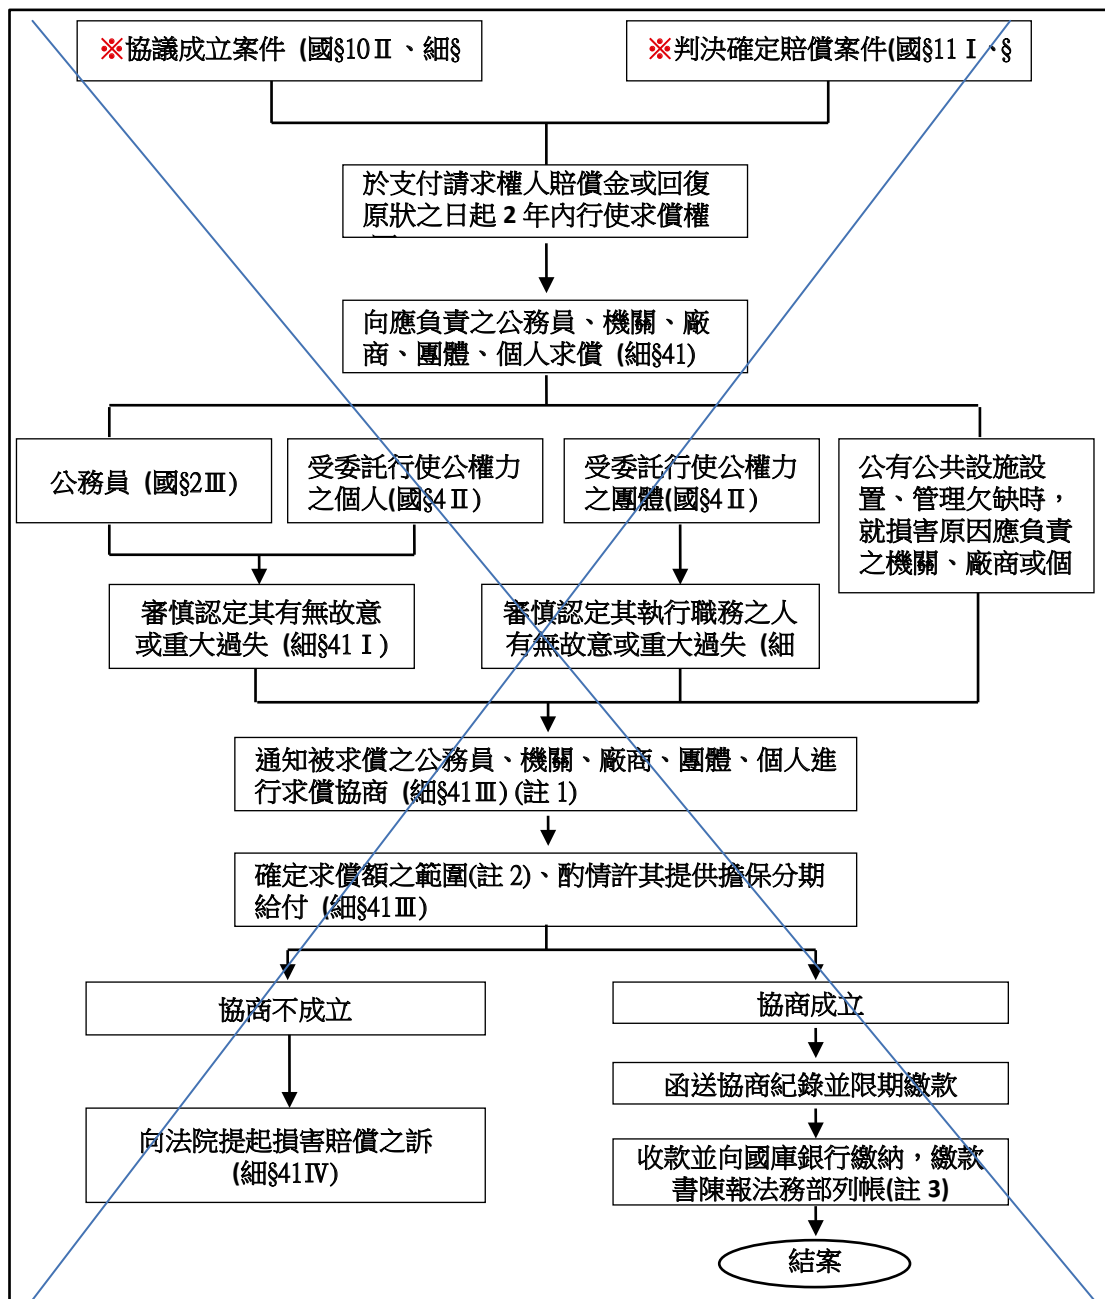 ※協議成立案件 (國§10Ⅱ、細§
※判決確定賠償案件(國§11Ⅰ、§
於支付請求權人賠償金或回復
原狀之日起 2 年內行使求償權
向應負責之公務員、機關、廠
商、團體、個人求償 (細§41)
公務員 (國§2Ⅲ)
受委託行使公權力
之個人(國§4Ⅱ)
受委託行使公權力
之團體(國§4Ⅱ)
公有公共設施設
置、管理欠缺時，
就損害原因應負責
之機關、廠商或個
審慎認定其有無故意
或重大過失 (細§41Ⅰ)
審慎認定其執行職務之人
有無故意或重大過失 (細
通知被求償之公務員、機關、廠商、團體、個人進
行求償協商 (細§41Ⅲ) (註 1)
確定求償額之範圍(註 2)、酌情許其提供擔保分期
給付 (細§41Ⅲ)
協商不成立
向法院提起損害賠償之訴
(細§41Ⅳ)
協商成立
函送協商紀錄並限期繳款
收款並向國庫銀行繳納，繳款
書陳報法務部列帳(註 3)
結案